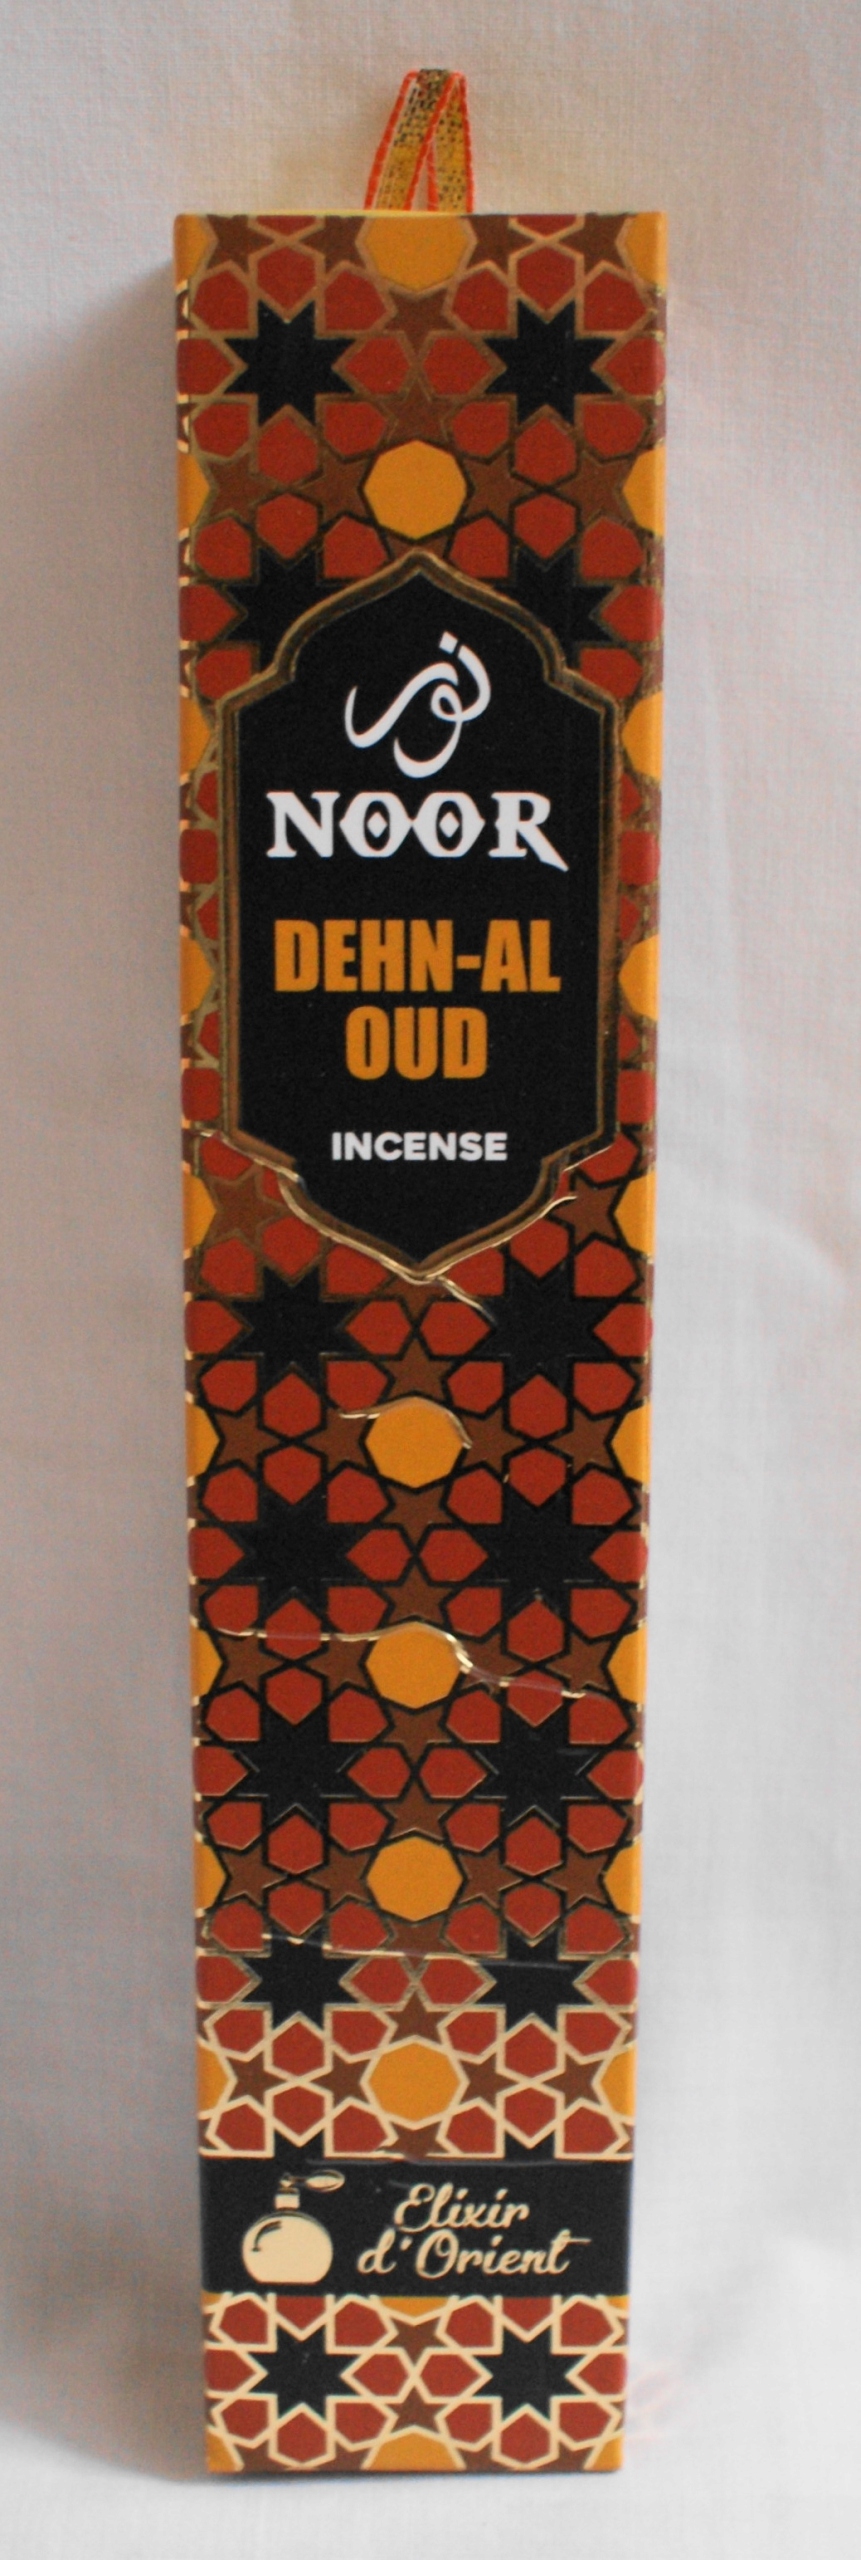 نور
NOOR
DEHN-AL
OUD
INCENSE
Elixir
d'Orient